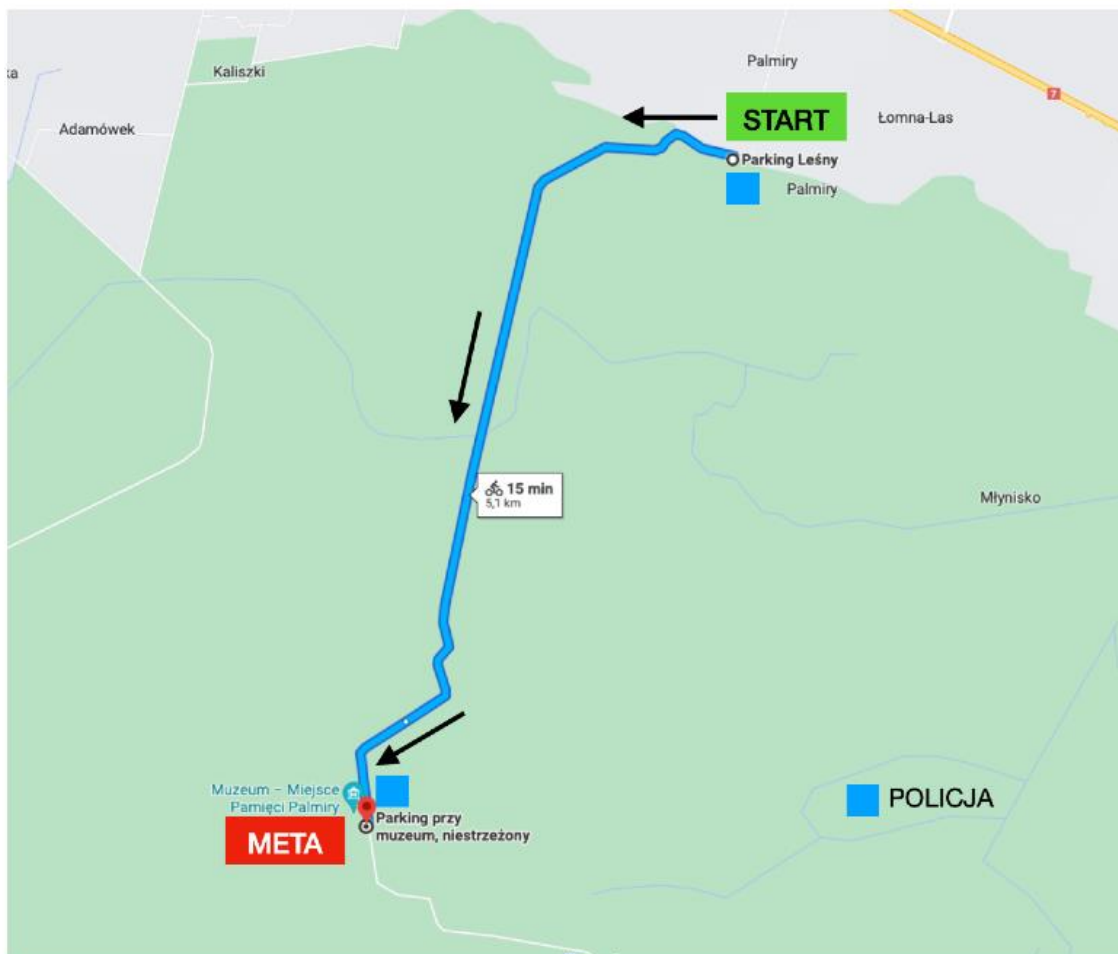 Kaliszki
Palmiry
7
Adamówek
START
Łomna-Las
Parking Leśny
Palmiry
15 min
5,1 km
Młynisko
Muzeum – Miejsce
Pamięci Palmiry
POLICJA
Parking przy
muzeum, niestrzeżony
META